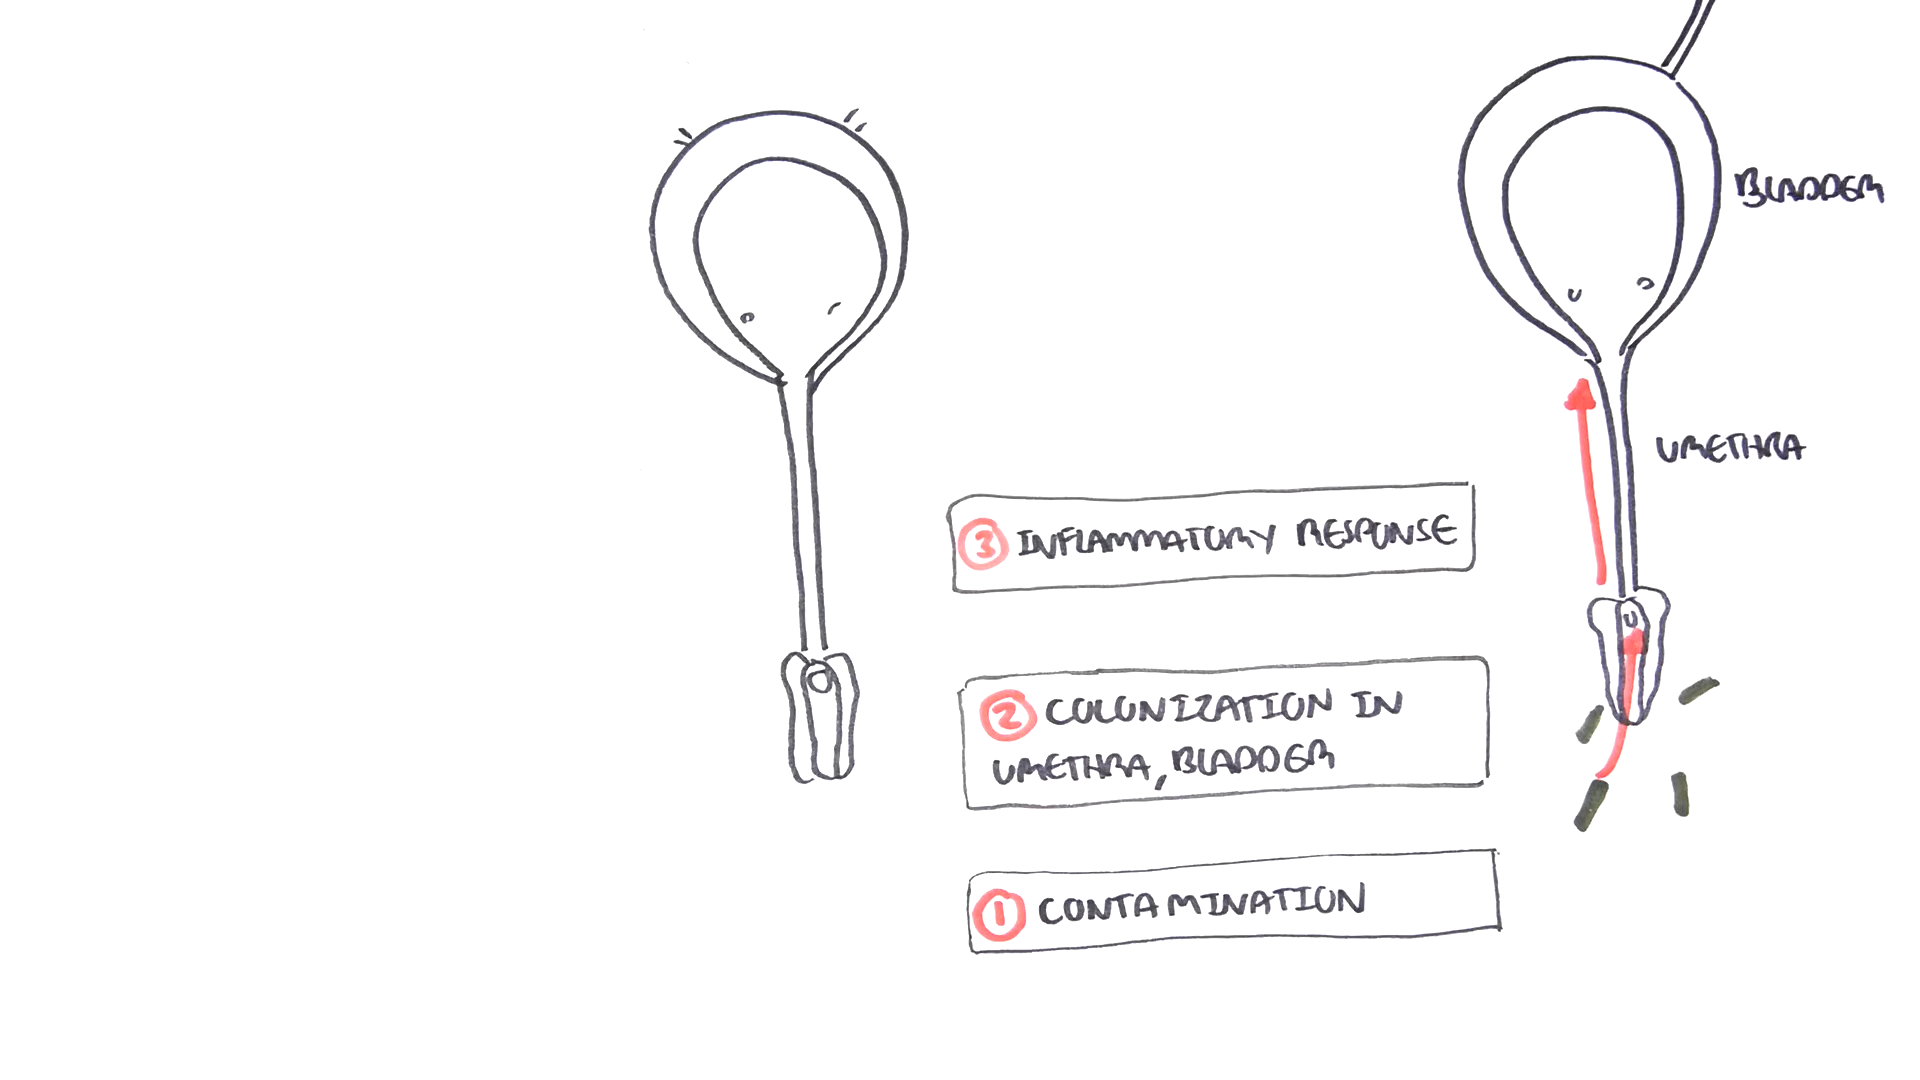 BLADDER
URETHRA
3 INFLAMMATORY RESPONSE
2 COLONIZATION IN
URETHRA, BLADDER
1 CONTAMINATION